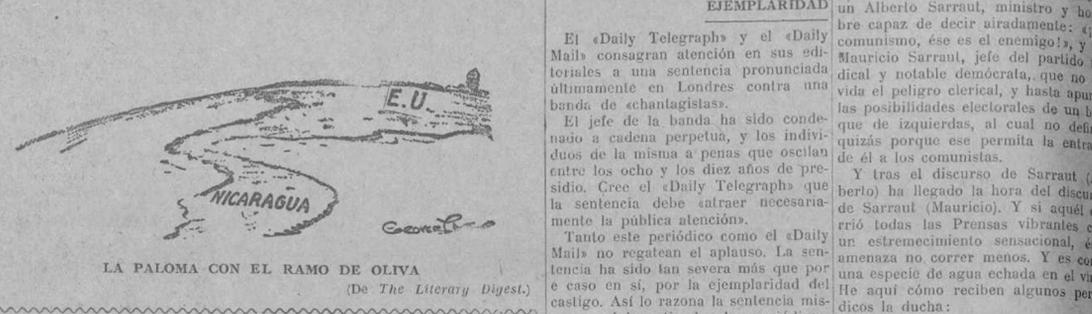 E.U.
NICARAGUA
LA PALOMA CON EL RAMO DE OLIVA
(De The Literary Digest.)
EJEMPLARIDAD
El «Daily Telegraph» y el «Daily
Mail» consagran atención en sus edi-
toriales a una sentencia pronunciada
últimamente en Londres contra una
banda de «chantagistas».
El jefe de la banda ha sido conde-
nado a cadena perpetua, y los indivi-
duos de la misma a penas que oscilan
entre los ocho y los diez años de pre-
sidio. Cree el «Daily Telegraph» que
la sentencia debe «atraer necesaria-
mente la pública atención».
Tanto este periódico como el «Daily
Mail» no regatean el aplauso. La sen-
tencia ha sido tan severa más que por
e caso en sí, por la ejemplaridad del
castigo. Así lo razona la sentencia mis-
un Alberto Sarraut, ministro y ho
bre capaz de decir airadamente: «¡
comunismo, ése es el enemigo!», y
Mauricio Sarraut, jefe del partido
dical y notable demócrata, que no
vida el peligro clerical, y hasta apu
las posibilidades electorales de un b
que de izquierdas, al cual no de
quizás porque ese permita la entra
de él a los comunistas.
Y tras el discurso de Sarraut (
berto) ha llegado la hora del discu
de Sarraut (Mauricio). Y si aquél
rrió todas las Prensas vibrantes
un estremecimiento sensacional, e
amenaza no correr menos. Y es co
una especie de agua echada en el vi
He aquí cómo reciben algunos per
dicos la ducha: